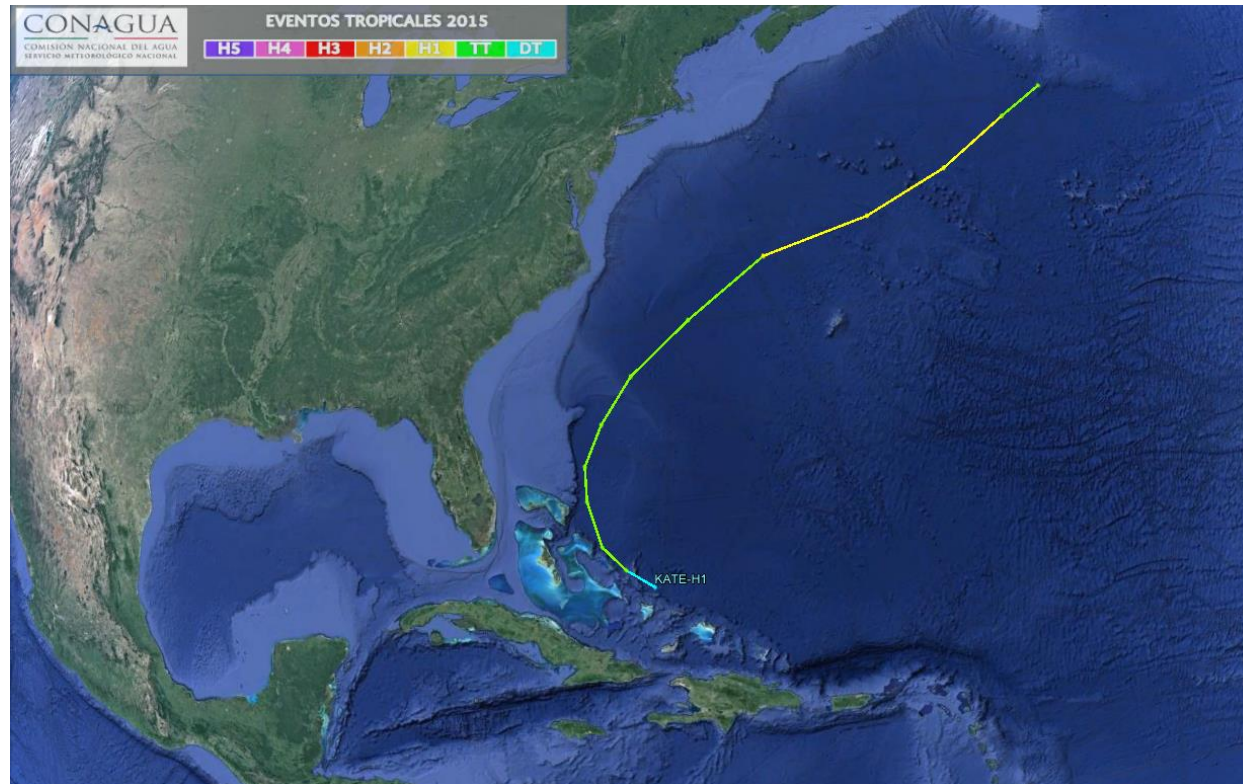 CONAGUA
COMISIÓN NACIONAL DEL AGUA
SERVICIO METEOROLÓGICO NACIONAL
EVENTOS TROPICALES 2015
H5 H4 H3 H2 H1 TT DT
KATE-H1